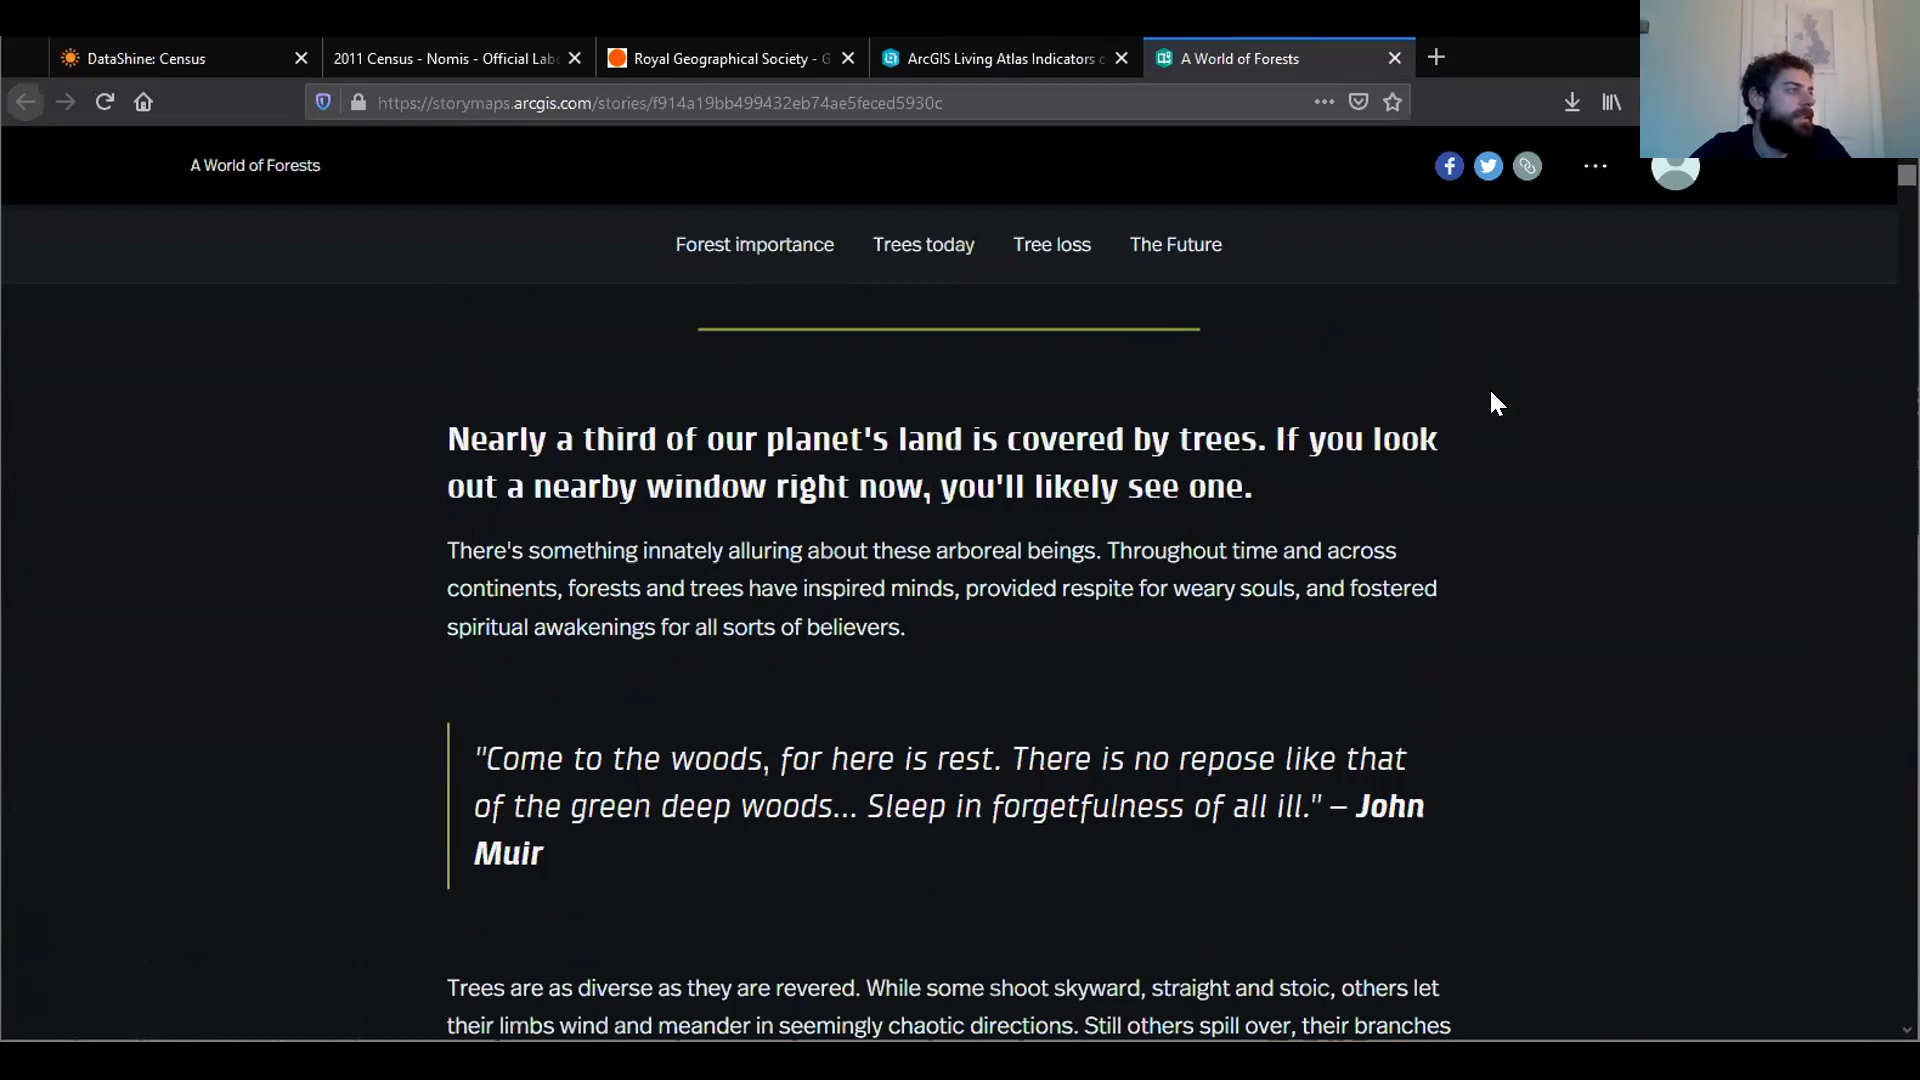 DataShine: Census
2011 Census - Nomis - Official Lab
Royal Geographical Society - G
ArcGIS Living Atlas Indicators o
A World of Forests
https://storymaps.arcgis.com/stories/f914a19bb499432eb74ae5feced5930c
A World of Forests
Forest importance Trees today Tree loss The Future
Nearly a third of our planet's land is covered by trees. If you look
out a nearby window right now, you'll likely see one.
There's something innately alluring about these arboreal beings. Throughout time and across
continents, forests and trees have inspired minds, provided respite for weary souls, and fostered
spiritual awakenings for all sorts of believers.
"Come to the woods, for here is rest. There is no repose like that
of the green deep woods... Sleep in forgetfulness of all ill." – John
Muir
Trees are as diverse as they are revered. While some shoot skyward, straight and stoic, others let
their limbs wind and meander in seemingly chaotic directions. Still others spill over, their branches